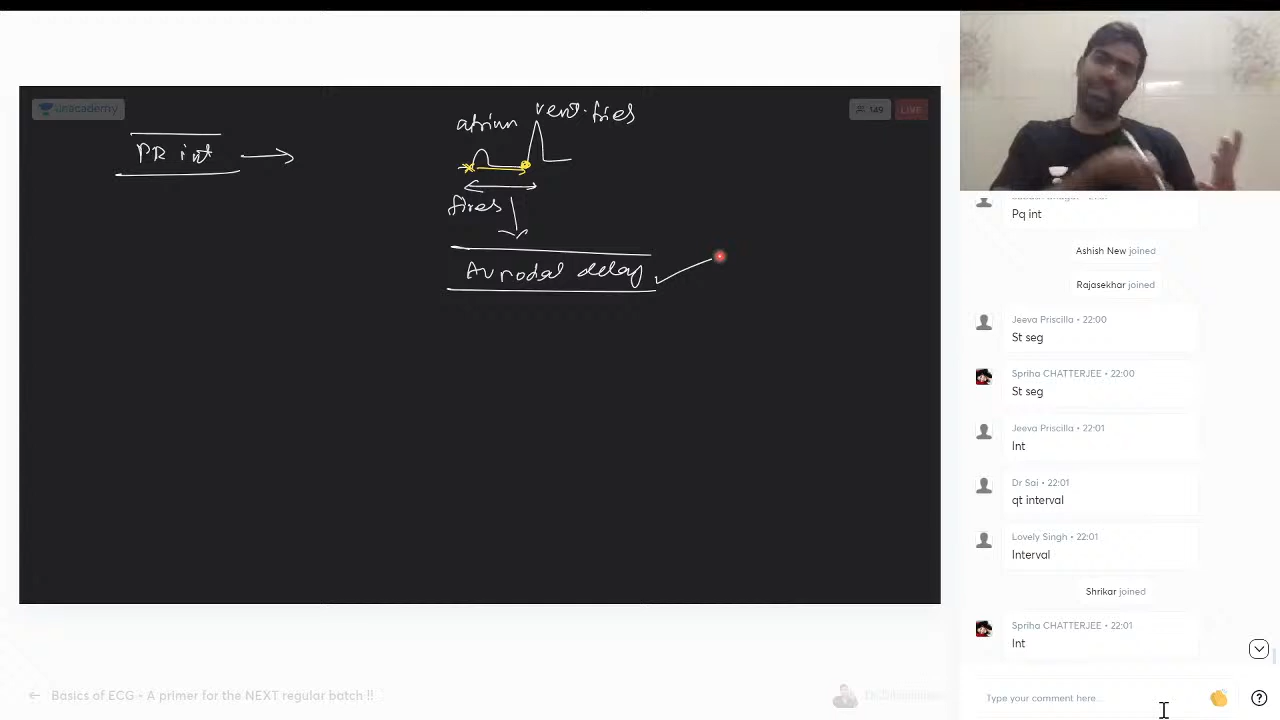 unacademy
149
LIVE
atrium
vent. fires
PR int
fires
AV nodal delay
Pq int
Ashish New joined
Rajasekhar joined
Jeeva Priscilla • 22:00
St seg
Spriha CHATTERJEE • 22:00
St seg
Jeeva Priscilla • 22:01
Int
Dr Sai • 22:01
qt interval
Lovely Singh • 22:01
Interval
Shrikar joined
Spriha CHATTERJEE • 22:01
Int
Type your comment here...
Basics of ECG - A primer for the NEXT regular batch !!